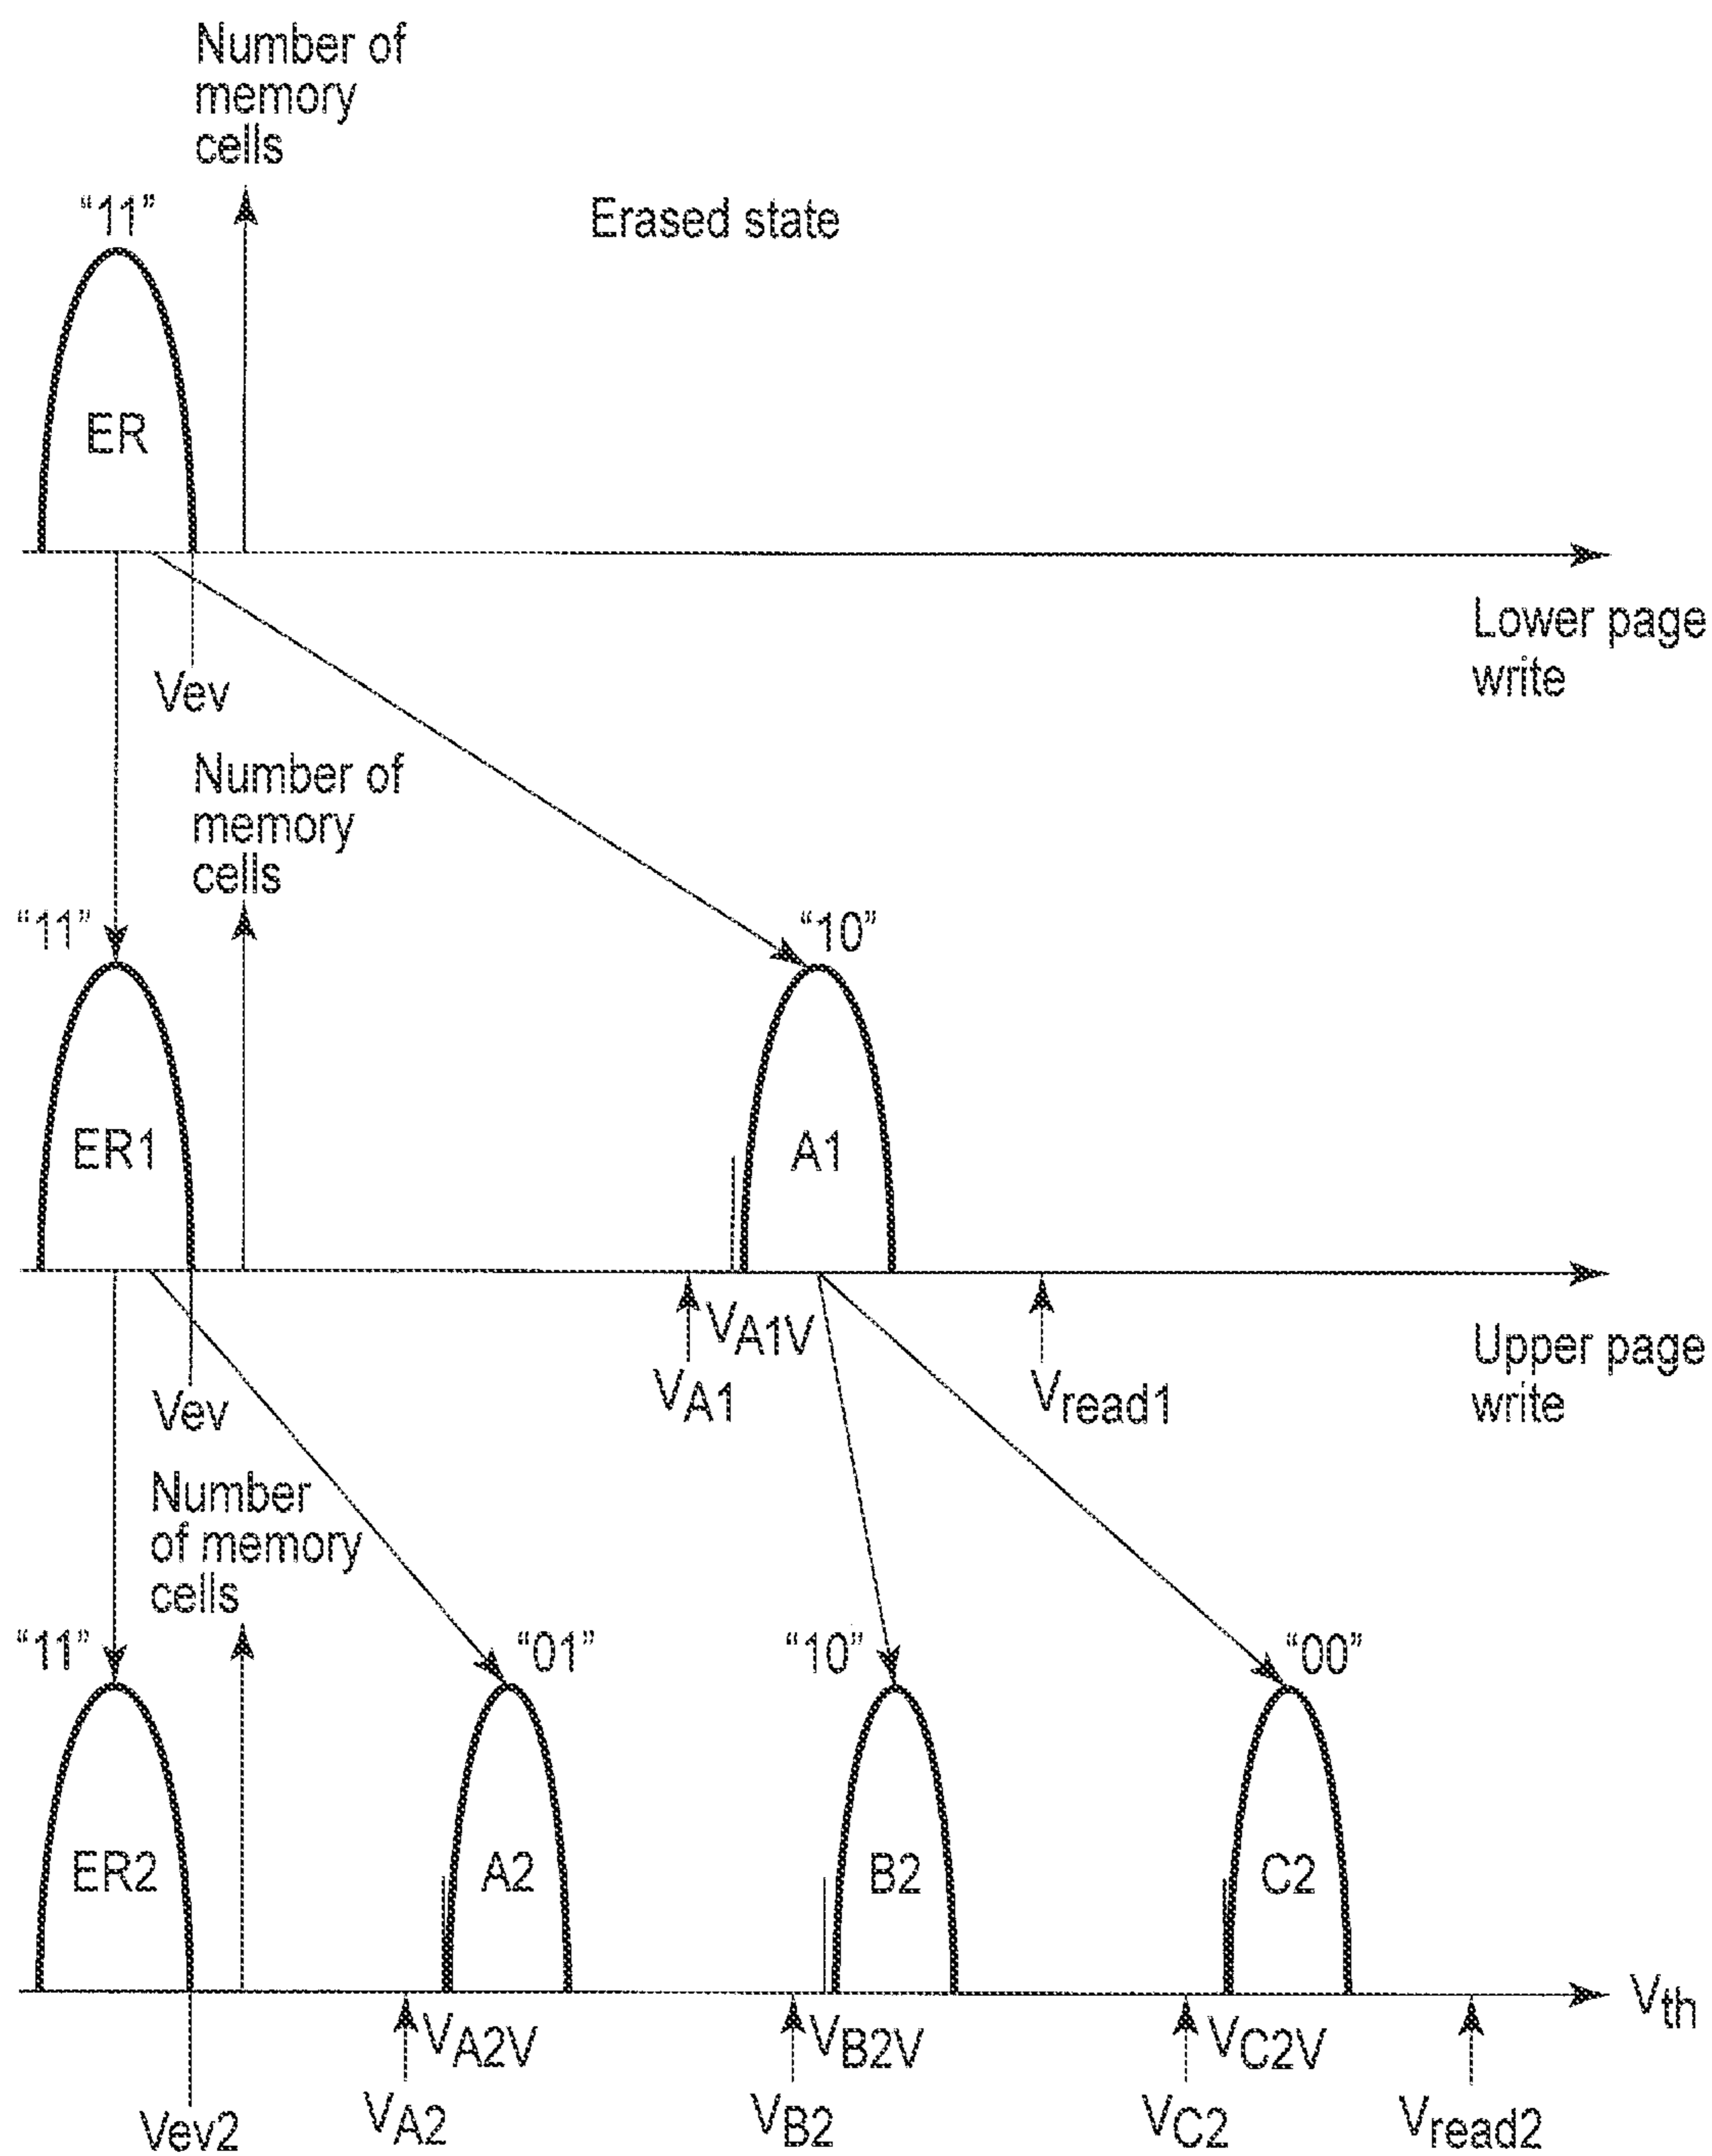 Number of
memory
cells
“11”
Erased state
ER
Lower page
write
Vev
Number of
memory
cells
“11”
“10”
ER1
A1
VA1V
VA1
Vread1
Upper page
write
Vev
Number
of memory
cells
“11”
“01”
“10”
“00”
ER2
A2
B2
C2
Vth
VA2V
VB2V
VC2V
Vev2
VA2
VB2
VC2
Vread2